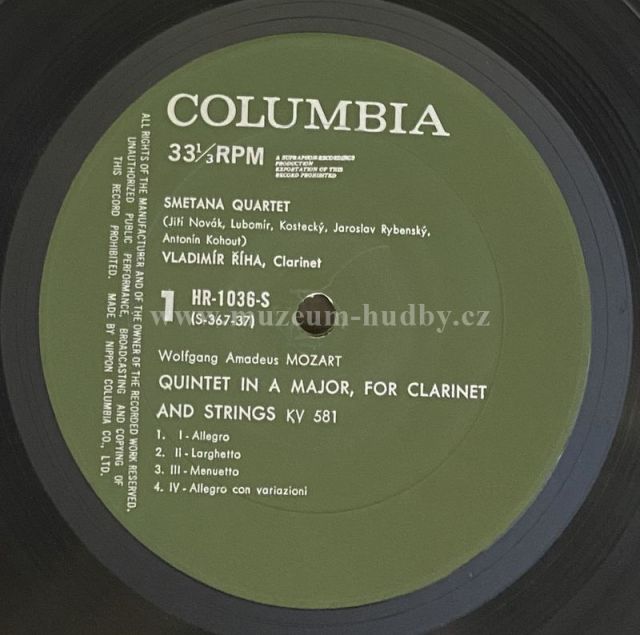 COLUMBIA
33⅓RPM
A SUPRAPHON RECORDINGS
PRODUCTION
EXPORTATION OF THIS
RECORD PROHIBITED
SMETANA QUARTET
(Jiří Novák, Lubomír, Kostecký, Jaroslav Rybenský,
Antonín Kohout)
VLADIMÍR ŘÍHA, Clarinet
1 HR-1036-S
(S-367-37)
www.muzeum-hudby.cz
Wolfgang Amadeus MOZART
QUINTET IN A MAJOR, FOR CLARINET
AND STRINGS KV 581
1. I - Allegro
2. II - Larghetto
3. III - Menuetto
4. IV - Allegro con variazioni
ALL RIGHTS OF THE MANUFACTURER AND OF THE OWNER OF THE RECORDED WORK RESERVED.
UNAUTHORIZED PUBLIC PERFORMANCE, BROADCASTING AND COPYING OF
THIS RECORD PROHIBITED. MADE BY NIPPON COLUMBIA CO., LTD.